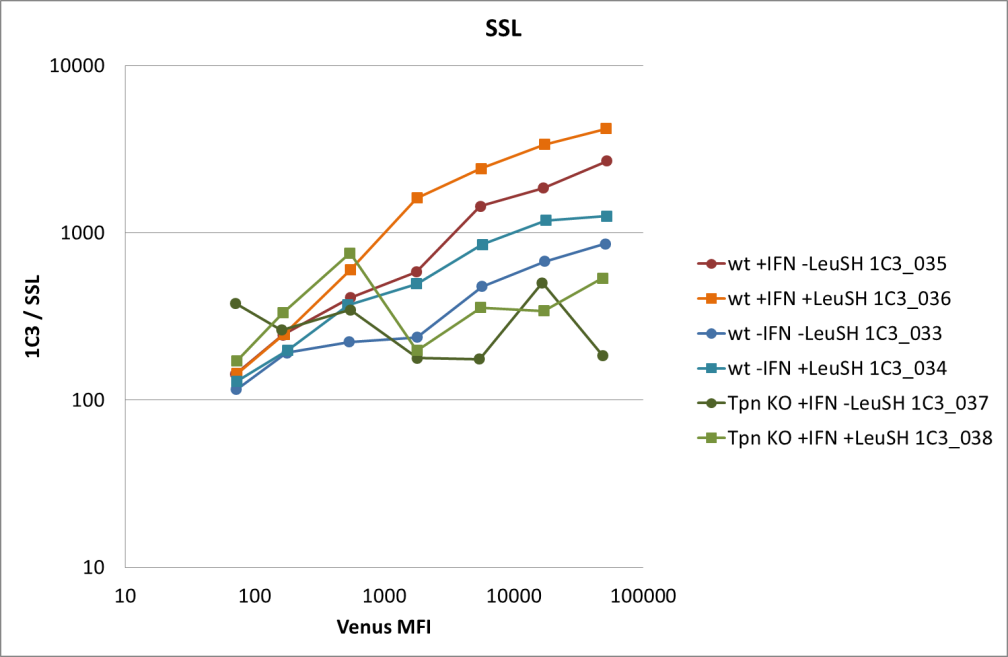 SSL
10000
1000
100
10
10 100 1000 10000 100000
1C3 / SSL
Venus MFI
wt +IFN -LeuSH 1C3_035
wt +IFN +LeuSH 1C3_036
wt -IFN -LeuSH 1C3_033
wt -IFN +LeuSH 1C3_034
Tpn KO +IFN -LeuSH 1C3_037
Tpn KO +IFN +LeuSH 1C3_038